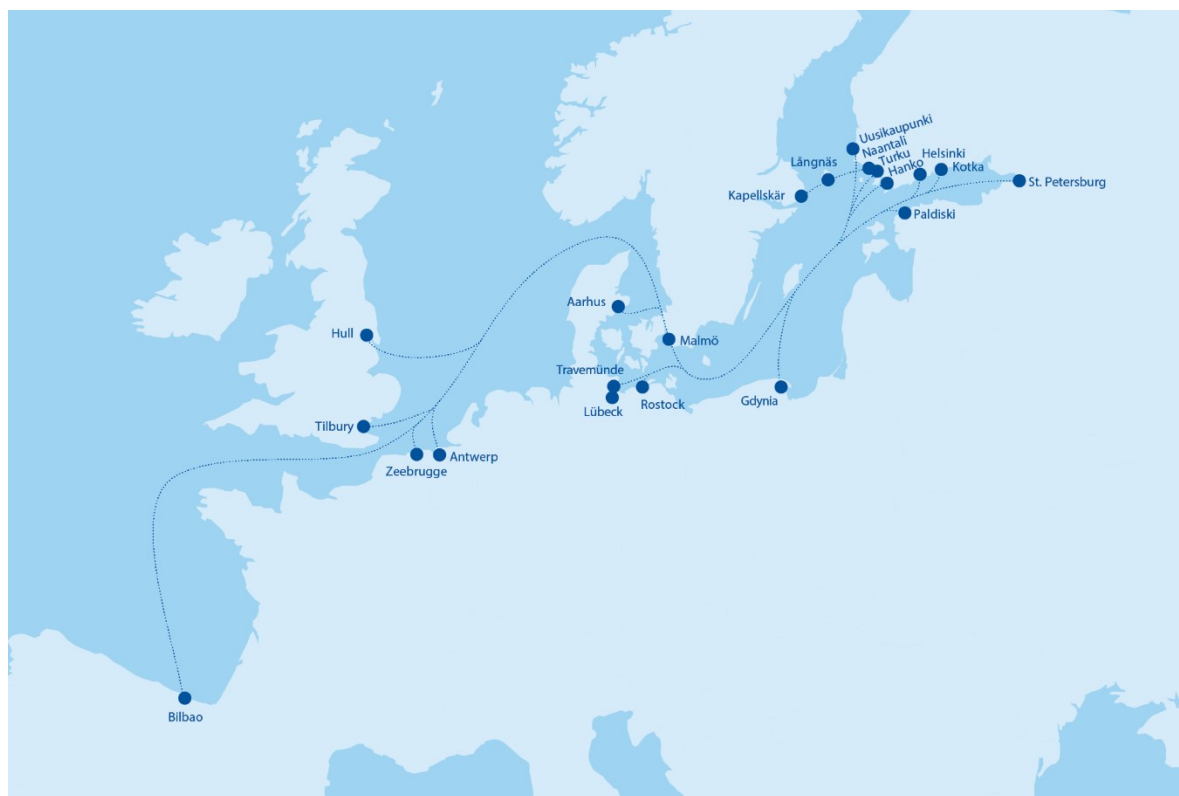 Uusikaupunki
Naantali
Turku
Hanko
Helsinki
Kotka
Långnäs
Kapellskär
St. Petersburg
Paldiski
Aarhus
Hull
Malmö
Travemünde
Lübeck
Rostock
Gdynia
Tilbury
Zeebrugge
Antwerp
Bilbao